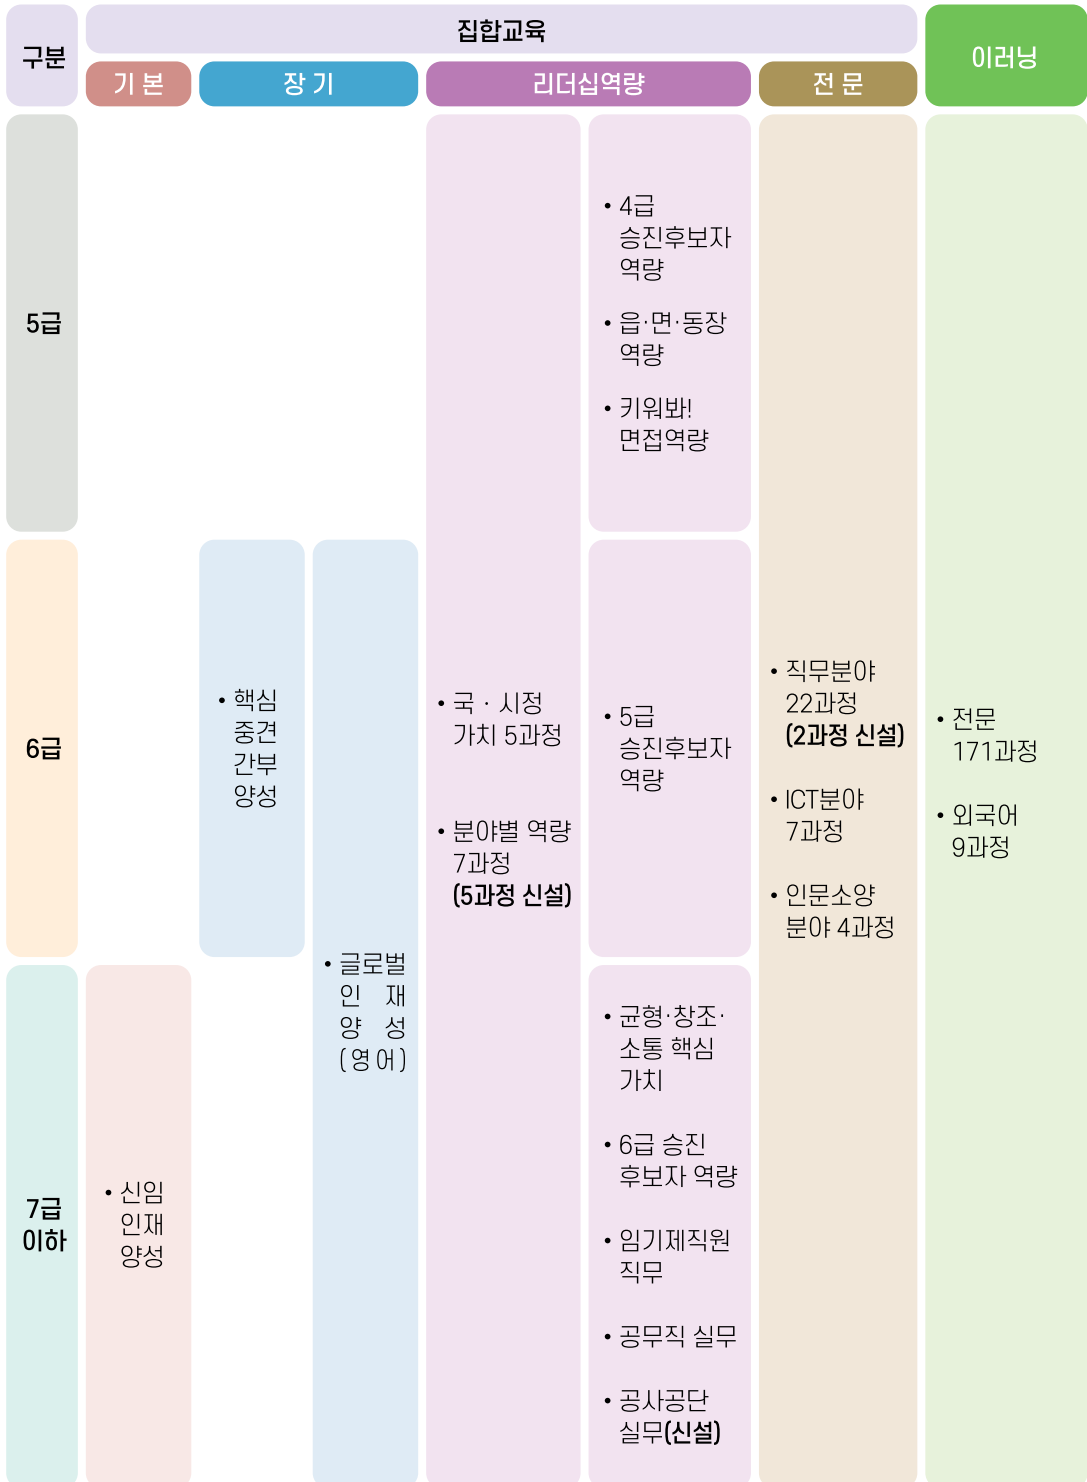 구분
집합교육
이러닝
기 본
장 기
리더십역량
전 문
5급
• 4급
승진후보자
역량
• 읍·면·동장
역량
• 키워봐!
면접역량
6급
• 핵심
중견
간부
양성
• 글로벌
인 재
양 성
(영어)
• 국 · 시정
가치 5과정
• 분야별 역량
7과정
(5과정 신설)
• 5급
승진후보자
역량
• 직무분야
22과정
(2과정 신설)
• ICT분야
7과정
• 인문소양
분야 4과정
• 전문
171과정
• 외국어
9과정
7급
이하
• 신임
인재
양성
• 균형·창조·
소통 핵심
가치
• 6급 승진
후보자 역량
• 임기제직원
직무
• 공무직 실무
• 공사공단
실무(신설)